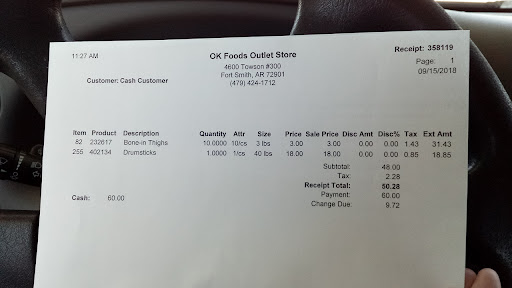 11:27 AM
OK Foods Outlet Store
Receipt: 358119
4600 Towson #300
Page: 1
Fort Smith, AR 72901
09/15/2018
Customer: Cash Customer
(479) 424-1712
Item Product Description Quantity Attr Size Price Sale Price Disc Amt Disc% Tax Ext Amt
82 232617 Bone-in Thighs 10.0000 10/cs 3 lbs 3.00 3.00 0.00 0.00 1.43 31.43
255 402134 Drumsticks 1.0000 1/cs 40 lbs 18.00 18.00 0.00 0.00 0.85 18.85
Subtotal: 48.00
Tax: 2.28
Receipt Total: 50.28
Cash: 60.00
Payment: 60.00
Change Due: 9.72